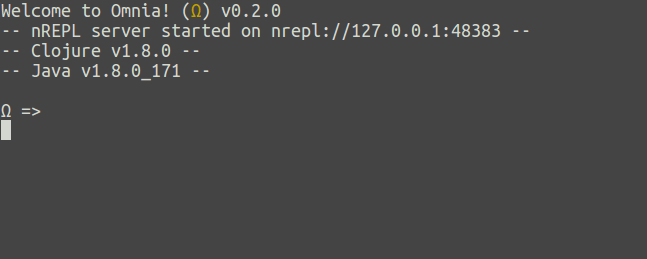 Welcome to Omnia! (Ω) v0.2.0
-- nREPL server started on nrepl://127.0.0.1:48383 --
-- Clojure v1.8.0 --
-- Java v1.8.0_171 --
Ω =>